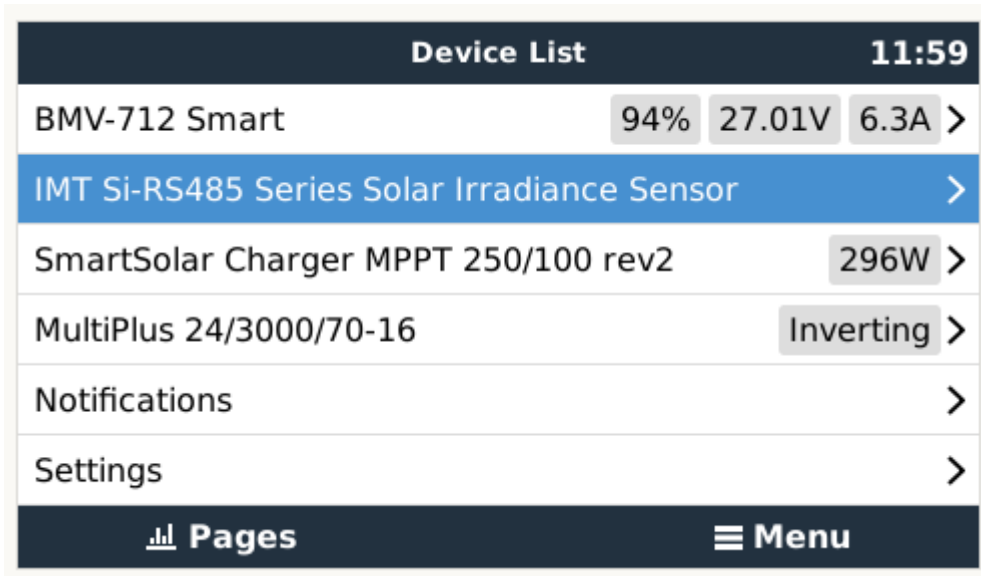 Device List 11:59
BMV-712 Smart 94% 27.01V 6.3A
IMT Si-RS485 Series Solar Irradiance Sensor
SmartSolar Charger MPPT 250/100 rev2 296W
MultiPlus 24/3000/70-16 Inverting
Notifications
Settings
Pages Menu